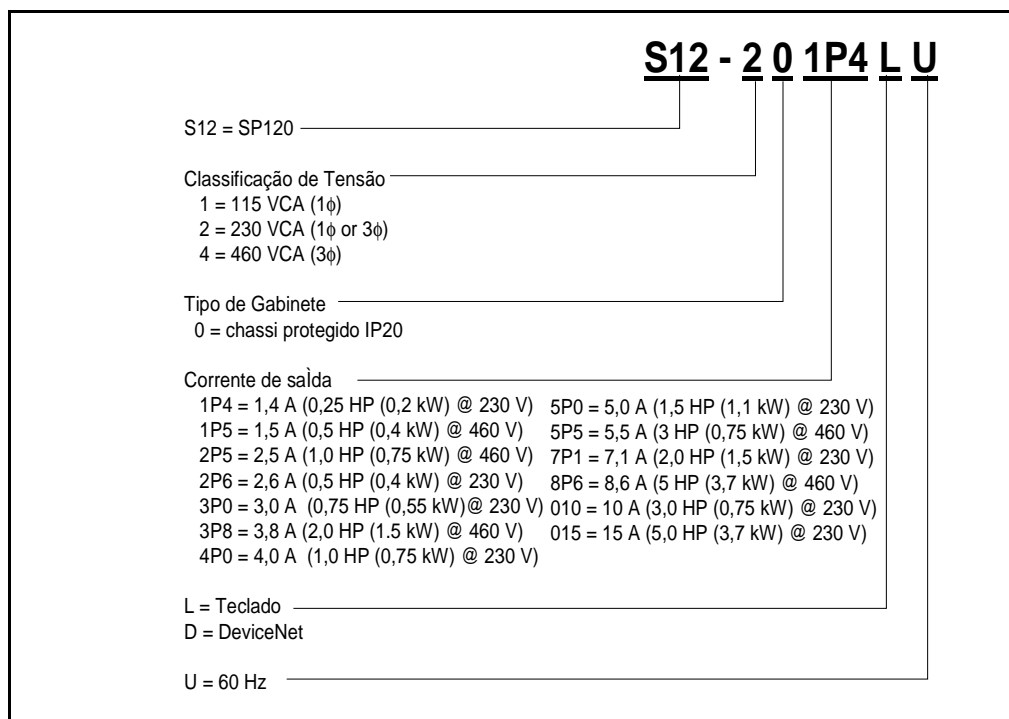 S12 - 2 0 1P4 L U
S12 = SP120
Classificação de Tensão
1 = 115 VCA (1ϕ)
2 = 230 VCA (1ϕ or 3ϕ)
4 = 460 VCA (3ϕ)
Tipo de Gabinete
0 = chassi protegido IP20
Corrente de saÌda
1P4 = 1,4 A (0,25 HP (0,2 kW) @ 230 V)
1P5 = 1,5 A (0,5 HP (0,4 kW) @ 460 V)
2P5 = 2,5 A (1,0 HP (0,75 kW) @ 460 V)
2P6 = 2,6 A (0,5 HP (0,4 kW) @ 230 V)
3P0 = 3,0 A (0,75 HP (0,55 kW)@ 230 V)
3P8 = 3,8 A (2,0 HP (1.5 kW) @ 460 V)
4P0 = 4,0 A (1,0 HP (0,75 kW) @ 230 V)
5P0 = 5,0 A (1,5 HP (1,1 kW) @ 230 V)
5P5 = 5,5 A (3 HP (0,75 kW) @ 460 V)
7P1 = 7,1 A (2,0 HP (1,5 kW) @ 230 V)
8P6 = 8,6 A (5 HP (3,7 kW) @ 460 V)
010 = 10 A (3,0 HP (0,75 kW) @ 230 V)
015 = 15 A (5,0 HP (3,7 kW) @ 230 V)
L = Teclado
D = DeviceNet
U = 60 Hz